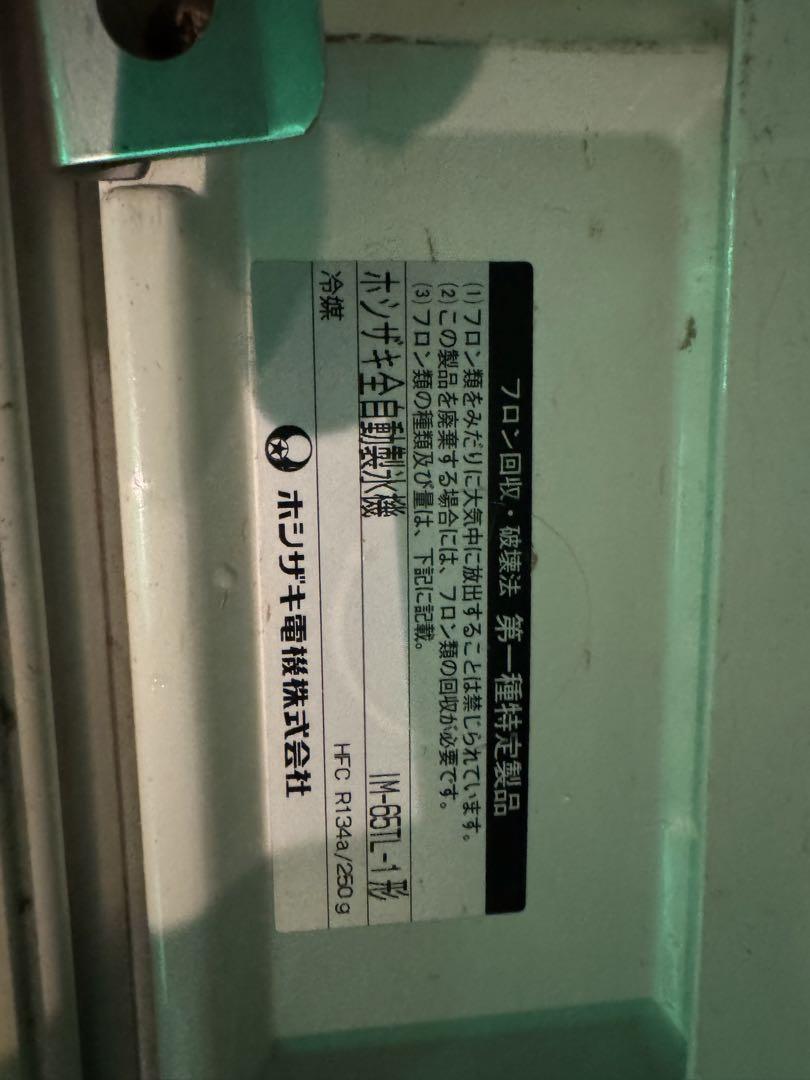 フロン回収・破壊法 第一種特定製品
(1)フロン類をみだりに大気中に放出することは禁じられています。
(2)この製品を廃棄する場合には、フロン類の回収が必要です。
(3)フロン類の種類及び量は、下記に記載。
ホシザキ全自動製氷機 IM-65TL-1形
冷媒 HFC R134a/250g
ホシザキ電機株式会社